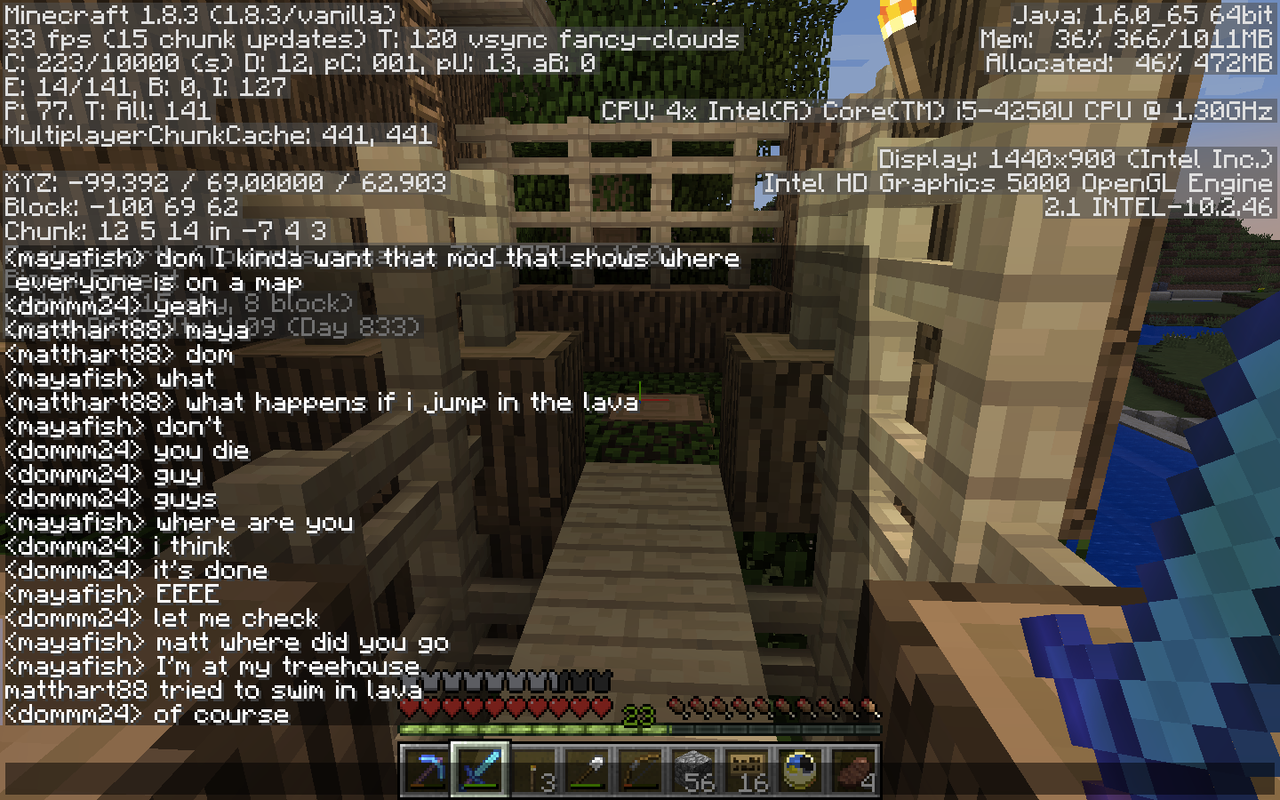 Minecraft 1.8.3 (1.8.3/vanilla)
33 fps (15 chunk updates) T: 120 vsync fancy-clouds
C: 223/10000 (s) D: 12, pC: 001, pU: 13, aB: 0
E: 14/141, B: 0, I: 127
P: 77. T: All: 141
MultiplayerChunkCache: 441, 441
XYZ: -99.392 / 69.00000 / 62.903
Block: -100 69 62
Chunk: 12 5 14 in -7 4 3
Java: 1.6.0_65 64bit
Mem: 36% 366/1011MB
Allocated: 46% 472MB
CPU: 4x Intel(R) Core(TM) i5-4250U CPU @ 1.30GHz
Display: 1440x900 (Intel Inc.)
Intel HD Graphics 5000 OpenGL Engine
2.1 INTEL-10.2.46
<mayafish> dom I kinda want that mod that shows where
everyone is on a map
<dommm24> yeah
8 block)
<matthart88> maya
09 (Day 833)
<matthart88> dom
<mayafish> what
<matthart88> what happens if i jump in the lava
<mayafish> don't
<dommm24> you die
<dommm24> guy
<dommm24> guys
<mayafish> where are you
<dommm24> i think
<dommm24> it's done
<mayafish> EEEE
<dommm24> let me check
<mayafish> matt where did you go
<mayafish> I'm at my treehouse
matthart88 tried to swim in lava
<dommm24> of course
28
3
56
16
4